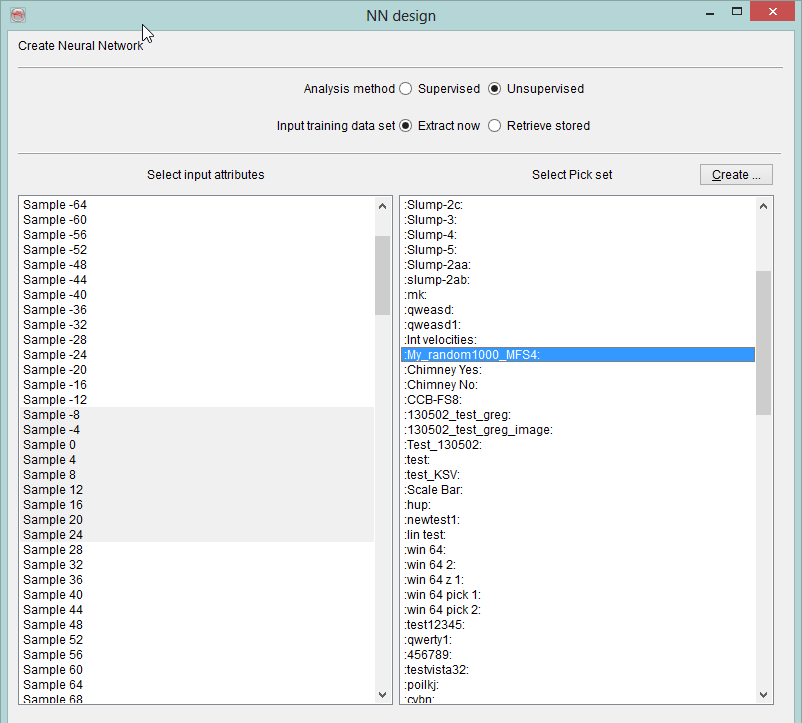 NN design
Create Neural Network
Analysis method Supervised Unsupervised
Input training data set Extract now Retrieve stored
Select input attributes
Select Pick set
Create ...
Sample -64
Sample -60
Sample -56
Sample -52
Sample -48
Sample -44
Sample -40
Sample -36
Sample -32
Sample -28
Sample -24
Sample -20
Sample -16
Sample -12
Sample -8
Sample -4
Sample 0
Sample 4
Sample 8
Sample 12
Sample 16
Sample 20
Sample 24
Sample 28
Sample 32
Sample 36
Sample 40
Sample 44
Sample 48
Sample 52
Sample 56
Sample 60
Sample 64
Sample 68
:Slump-2c:
:Slump-3:
:Slump-4:
:Slump-5:
:Slump-2aa:
:slump-2ab:
:mk:
:qweasd:
:qweasd1:
:Int velocities:
:My_random1000_MFS4:
:Chimney Yes:
:Chimney No:
:CCB-FS8:
:130502_test_greg:
:130502_test_greg_image:
:Test_130502:
:test:
:test_KSV:
:Scale Bar:
:hup:
:newtest1:
:lin test:
:win 64:
:win 64 2:
:win 64 z 1:
:win 64 pick 1:
:win 64 pick 2:
:test12345:
:qwerty1:
:456789:
:testvista32:
:poilkj: